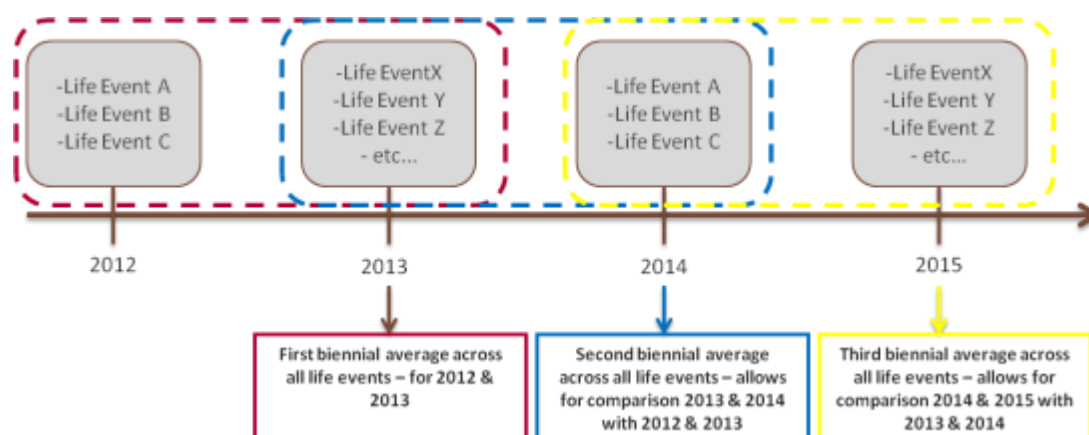 -Life Event A
-Life Event B
-Life Event C
-Life EventX
-Life Event Y
-Life Event Z
- etc...
-Life Event A
-Life Event B
-Life Event C
-Life EventX
-Life Event Y
-Life Event Z
- etc...
2012
2013
2014
2015
First biennial average across
all life events – for 2012 &
2013
Second biennial average
across all life events – allows
for comparison 2013 & 2014
with 2012 & 2013
Third biennial average across
all life events – allows for
comparison 2014 & 2015 with
2013 & 2014